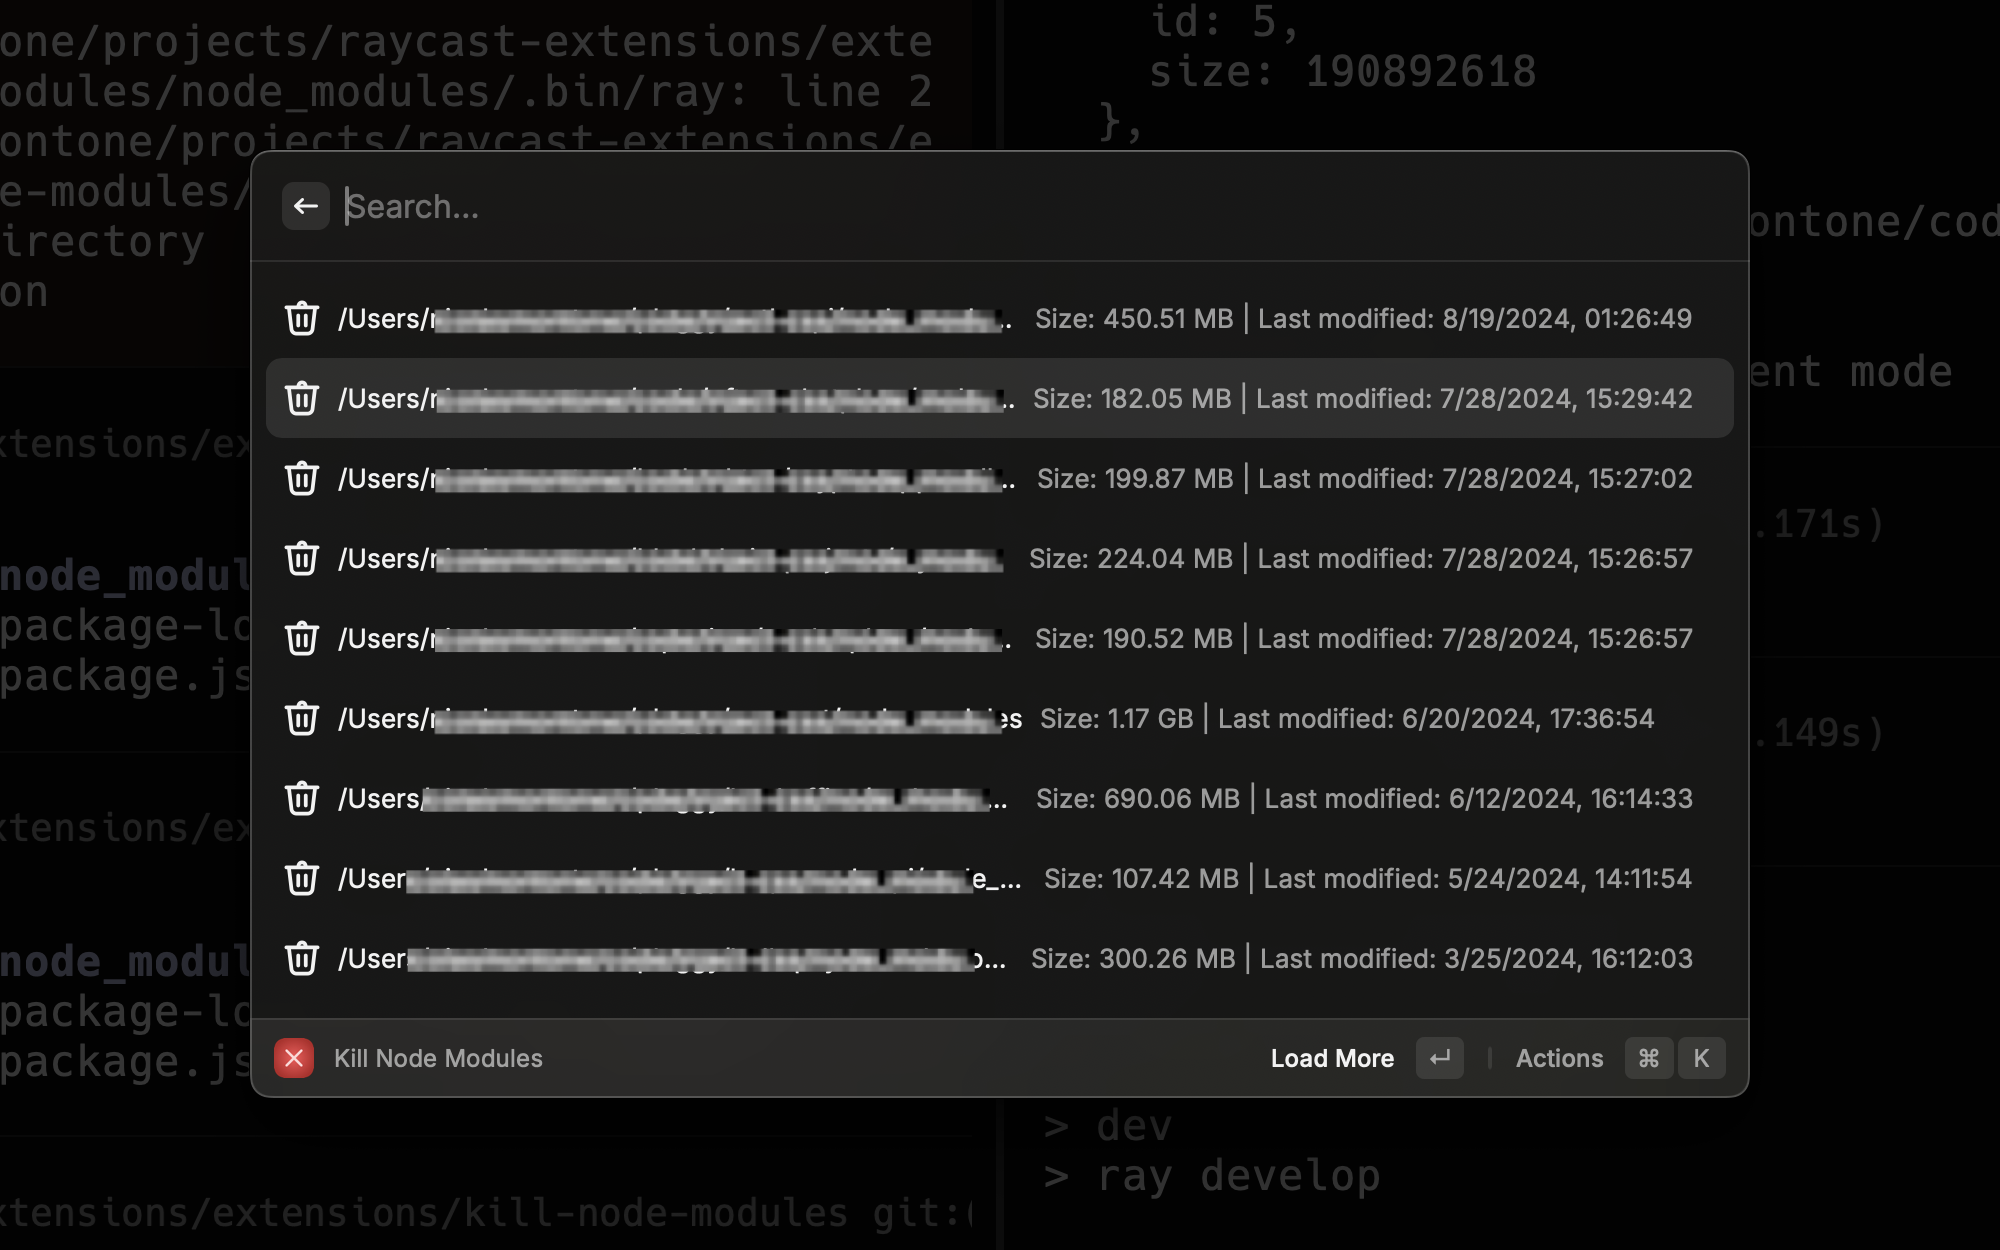 one/projects/raycast-extensions/exte
odules/node_modules/.bin/ray: line 2
ontone/projects/raycast-extensions/e
e-modules/
irectory
on
xtensions/ex
node_modul
package-lo
package.js
xtensions/ex
node_modul
package-lo
package.js
xtensions/extensions/kill-node-modules git:(
id: 5,
size: 190892618
},
ontone/cod
ent mode
.171s)
.149s)
> dev
> ray develop
Search...
/Users/ Size: 450.51 MB | Last modified: 8/19/2024, 01:26:49
/Users/ Size: 182.05 MB | Last modified: 7/28/2024, 15:29:42
/Users/ Size: 199.87 MB | Last modified: 7/28/2024, 15:27:02
/Users/ Size: 224.04 MB | Last modified: 7/28/2024, 15:26:57
/Users/ Size: 190.52 MB | Last modified: 7/28/2024, 15:26:57
/Users/ es Size: 1.17 GB | Last modified: 6/20/2024, 17:36:54
/Users/ ... Size: 690.06 MB | Last modified: 6/12/2024, 16:14:33
/User e_... Size: 107.42 MB | Last modified: 5/24/2024, 14:11:54
/User ... Size: 300.26 MB | Last modified: 3/25/2024, 16:12:03
Kill Node Modules
Load More
Actions ⌘ K